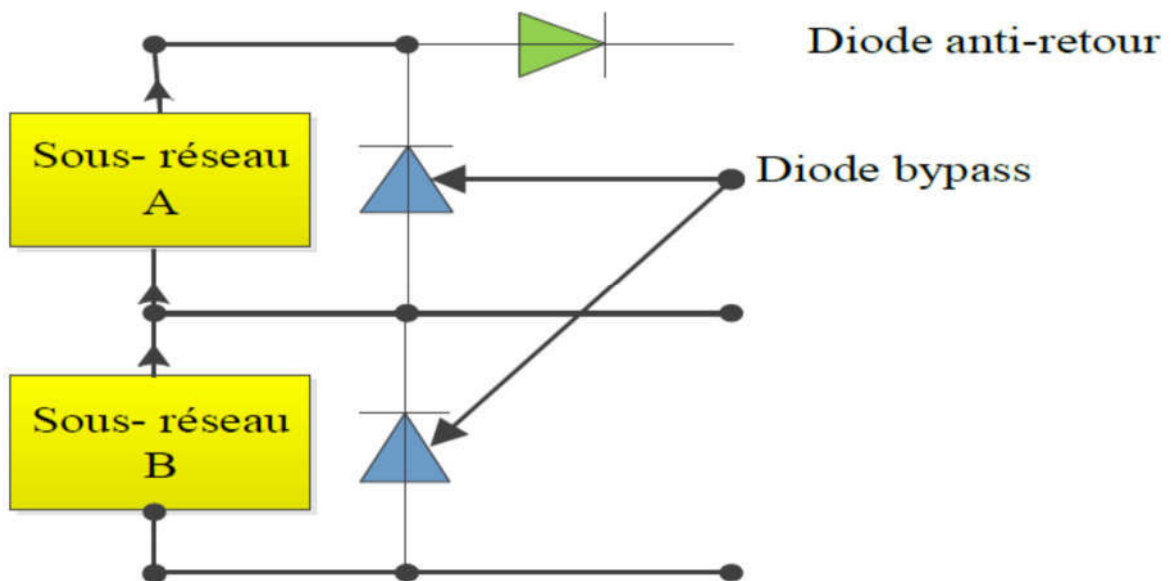 Diode anti-retour
Sous- réseau
A
Diode bypass
Sous- réseau
B